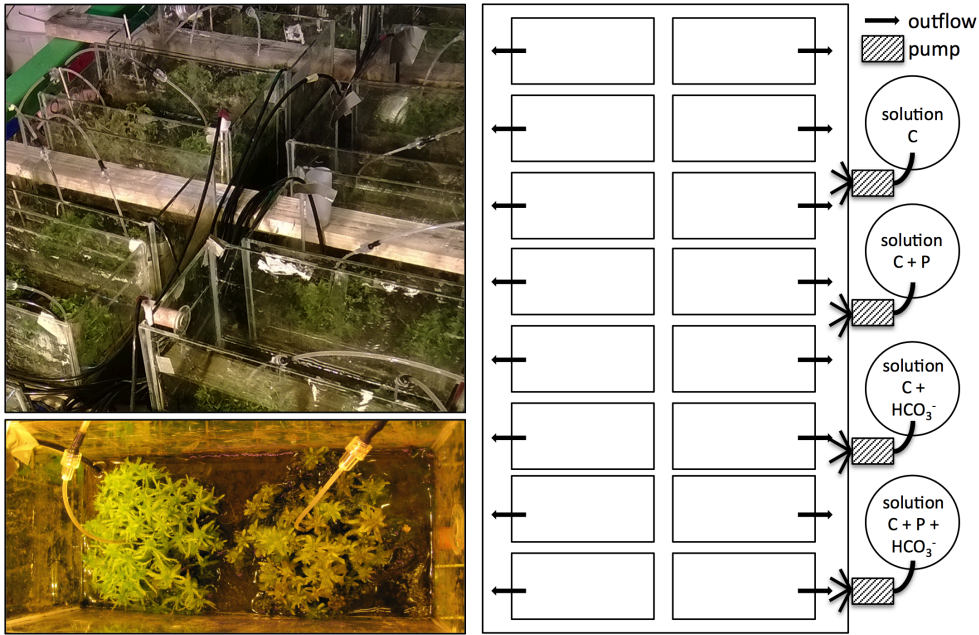 outflow
pump
solution
C
solution
C + P
solution
C +
HCO₃⁻
solution
C + P +
HCO₃⁻